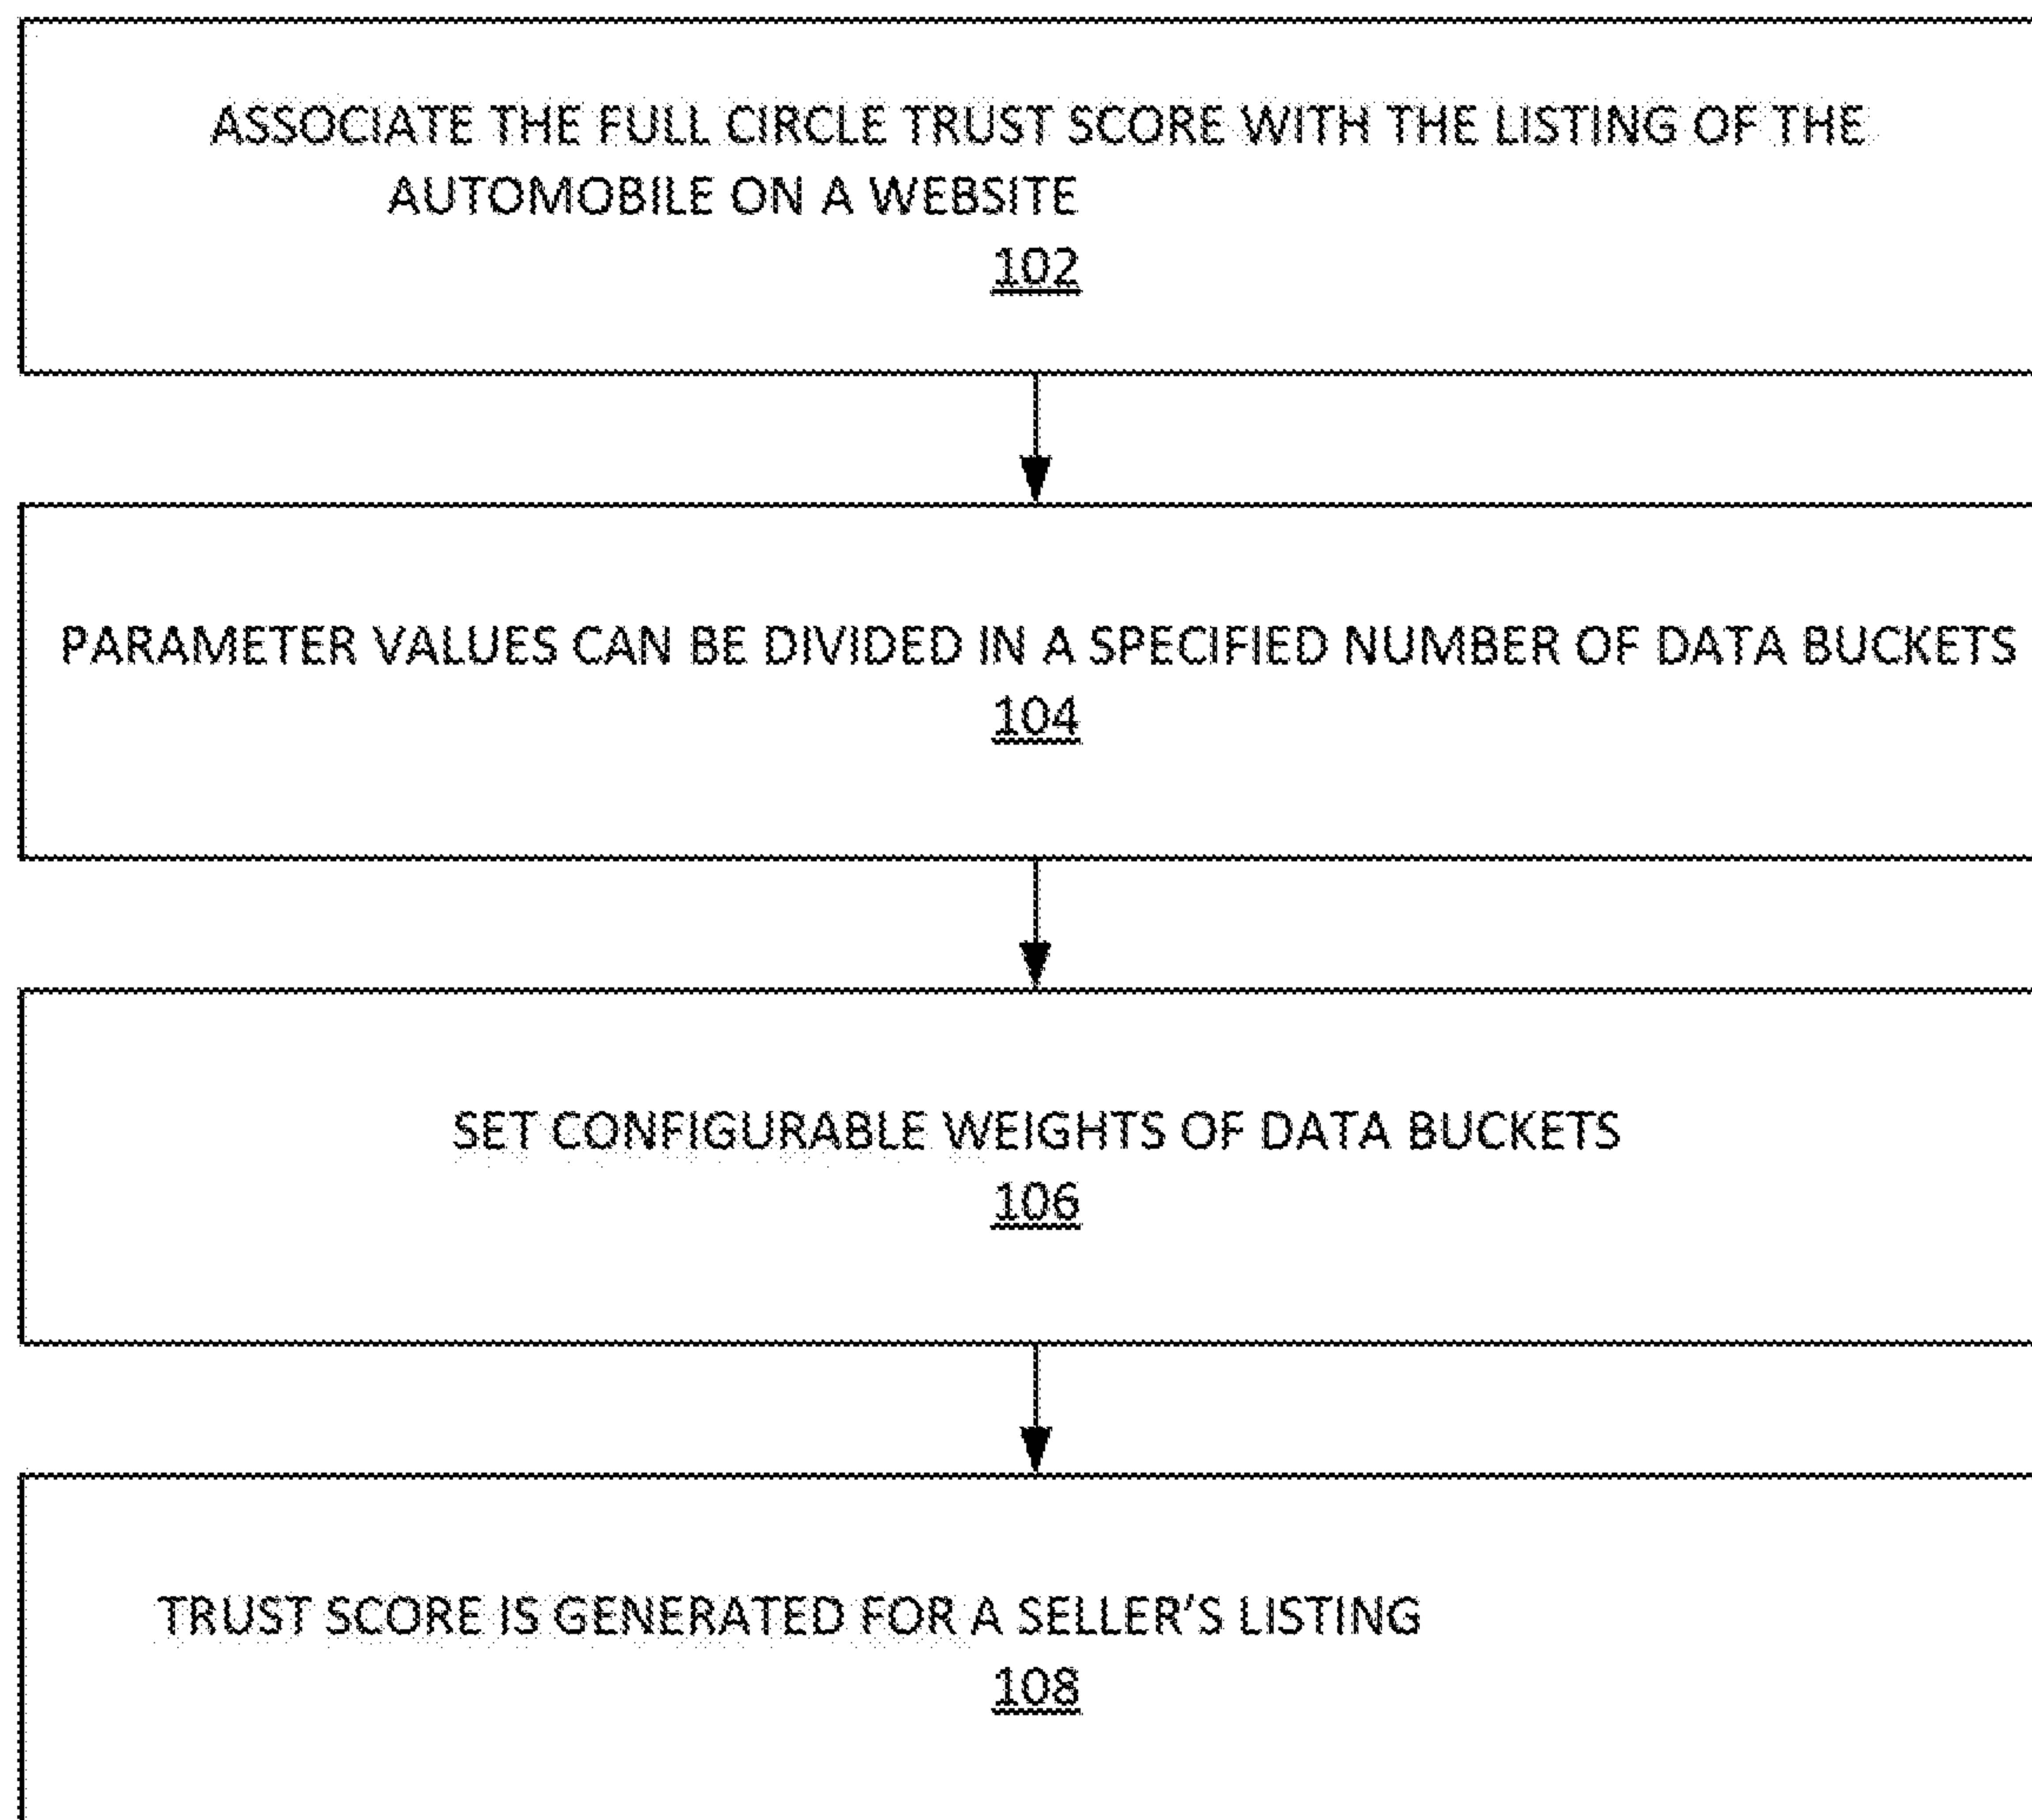 ASSOCIATE THE FULL CIRCLE TRUST SCORE WITH THE LISTING OF THE
AUTOMOBILE ON A WEBSITE
102
PARAMETER VALUES CAN BE DIVIDED IN A SPECIFIED NUMBER OF DATA BUCKETS
104
SET CONFIGURABLE WEIGHTS OF DATA BUCKETS
106
TRUST SCORE IS GENERATED FOR A SELLER’S LISTING
108